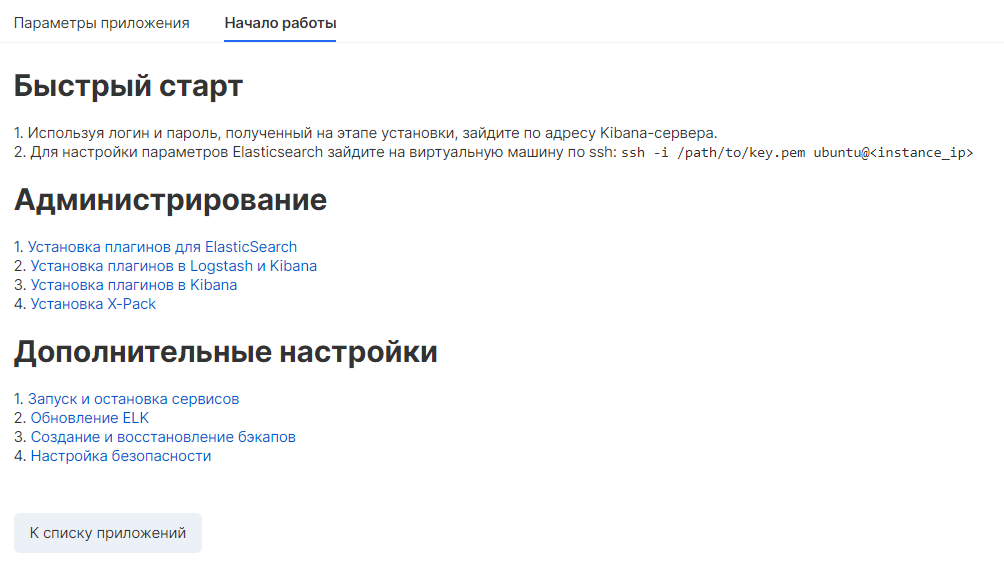 Параметры приложения Начало работы
Быстрый старт
1. Используя логин и пароль, полученный на этапе установки, зайдите по адресу Kibana-сервера.
2. Для настройки параметров Elasticsearch зайдите на виртуальную машину по ssh: ssh -i /path/to/key.pem ubuntu@<instance_ip>
Администрирование
1. Установка плагинов для ElasticSearch
2. Установка плагинов в Logstash и Kibana
3. Установка плагинов в Kibana
4. Установка X-Pack
Дополнительные настройки
1. Запуск и остановка сервисов
2. Обновление ELK
3. Создание и восстановление бэкапов
4. Настройка безопасности
К списку приложений